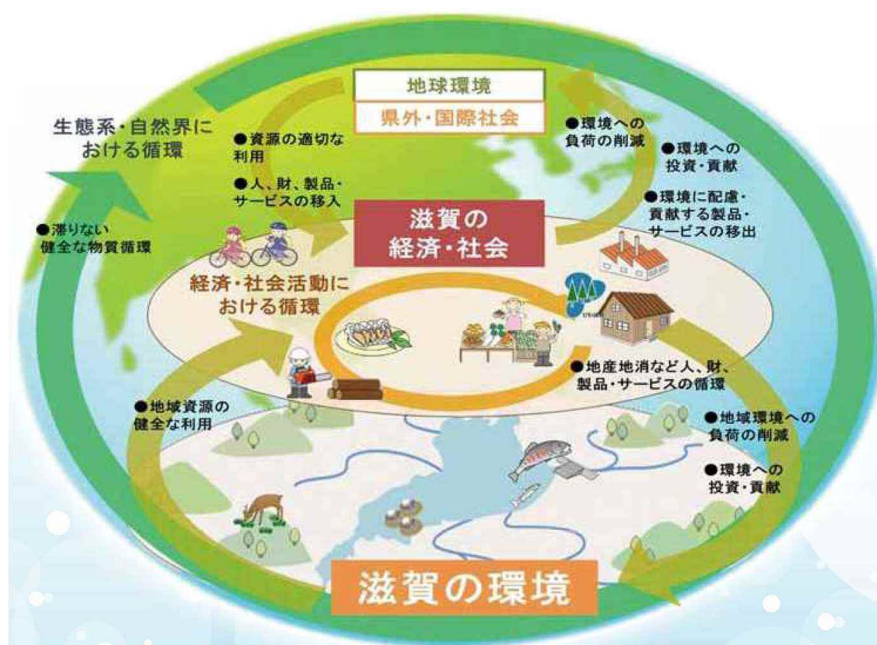 地球環境
県外・国際社会
生態系・自然界に
おける循環
●資源の適切な
利用
●人、財、製品・
サービスの移入
●環境への
負荷の削減
●環境への
投資・貢献
●環境に配慮・
貢献する製品・
サービスの移出
●滞りない
健全な物質循環
滋賀の
経済・社会
経済・社会活動に
おける循環
●地産地消など人、財、
製品・サービスの循環
●地域資源の
健全な利用
●地域環境への
負荷の削減
●環境への
投資・貢献
滋賀の環境